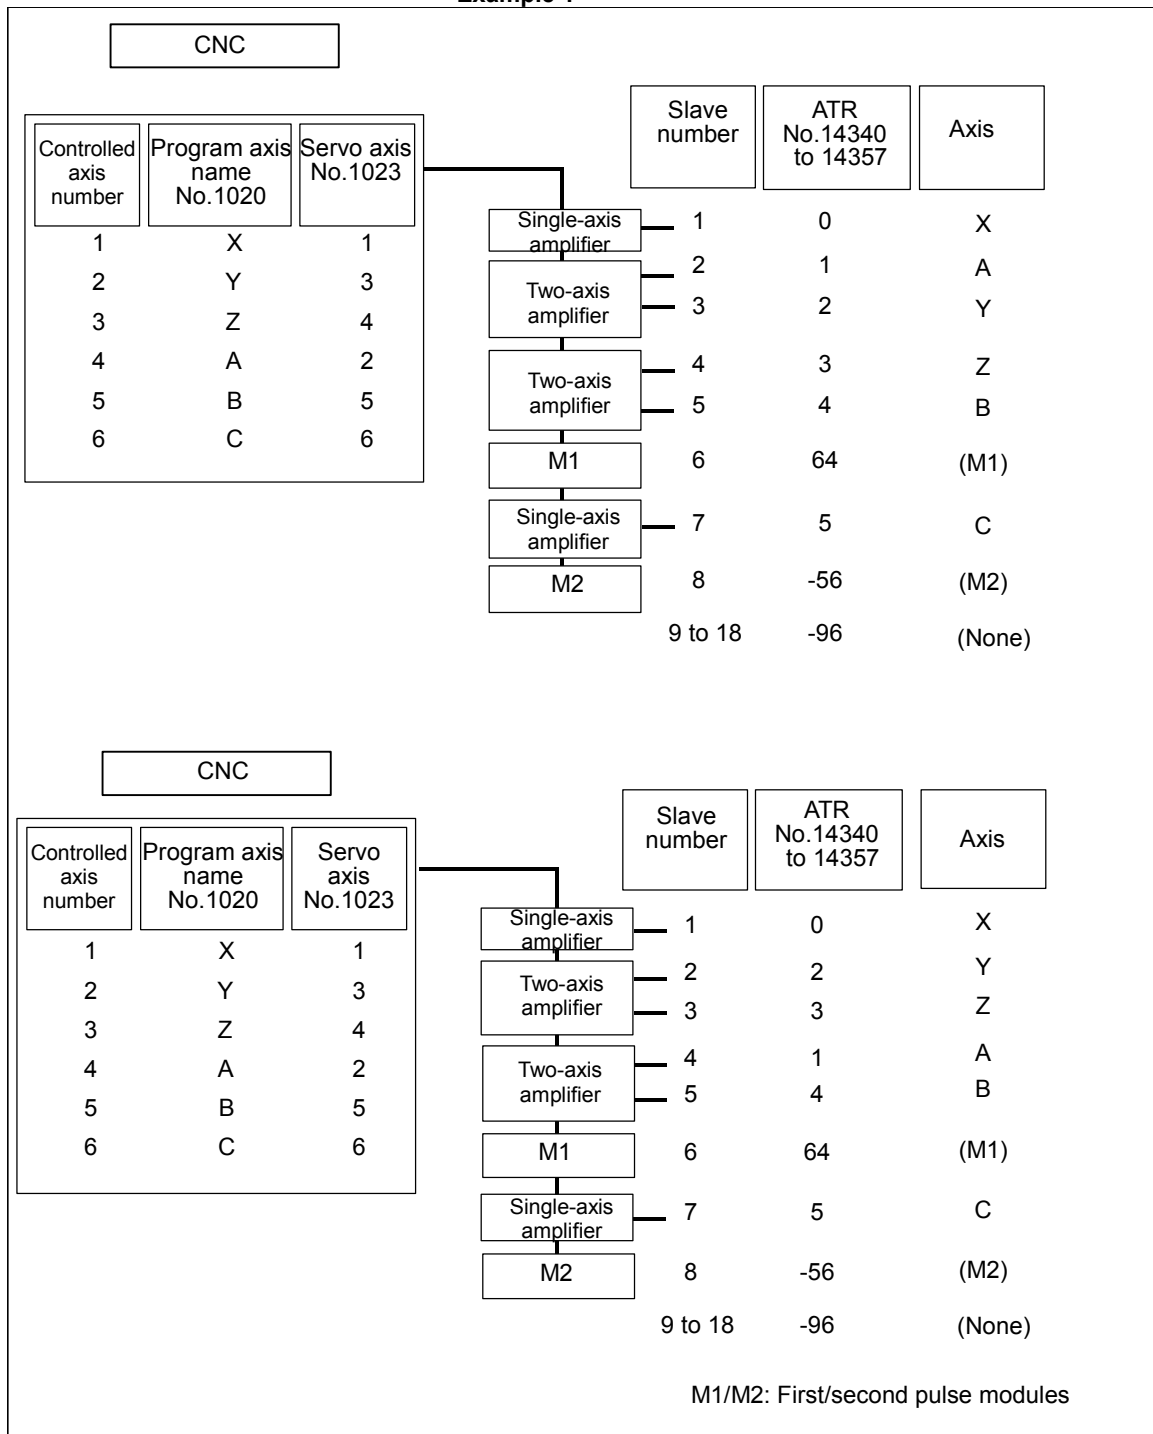 CNC
Slave number
ATR No.14340 to 14357
Axis
Controlled axis number
Program axis name No.1020
Servo axis No.1023
1 X 1
2 Y 3
3 Z 4
4 A 2
5 B 5
6 C 6
Single-axis amplifier
1 0 X
Two-axis amplifier
2 1 A
3 2 Y
Two-axis amplifier
4 3 Z
5 4 B
M1 6 64 (M1)
Single-axis amplifier
7 5 C
M2 8 -56 (M2)
9 to 18 -96 (None)
CNC
Slave number
ATR No.14340 to 14357
Axis
Controlled axis number
Program axis name No.1020
Servo axis No.1023
1 X 1
2 Y 3
3 Z 4
4 A 2
5 B 5
6 C 6
Single-axis amplifier
1 0 X
Two-axis amplifier
2 2 Y
3 3 Z
Two-axis amplifier
4 1 A
5 4 B
M1 6 64 (M1)
Single-axis amplifier
7 5 C
M2 8 -56 (M2)
9 to 18 -96 (None)
M1/M2: First/second pulse modules